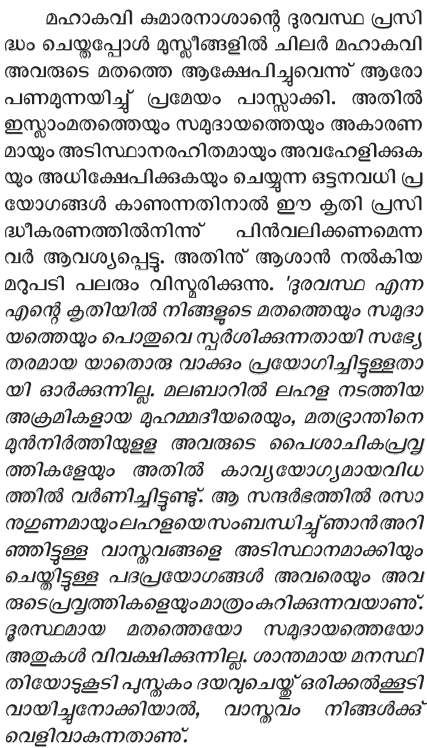 മഹാകവി കുമാരനാശാന്റെ ദുരവസ്ഥ പ്രസി
ദ്ധം ചെയ്തപ്പോൾ മുസ്ലീങ്ങളിൽ ചിലർ മഹാകവി
അവരുടെ മതത്തെ ആക്ഷേപിച്ചുവെന്ന് ആരോ
പണമുന്നയിച്ച് പ്രമേയം പാസ്സാക്കി. അതിൽ
ഇസ്ലാംമതത്തെയും സമുദായത്തെയും അകാരണ
മായും അടിസ്ഥാനരഹിതമായും അവഹേളിക്കുക
യും അധിക്ഷേപിക്കുകയും ചെയ്യുന്ന ഒട്ടനവധി പ്ര
യോഗങ്ങൾ കാണുന്നതിനാൽ ഈ കൃതി പ്രസി
ദ്ധീകരണത്തിൽനിന്ന് പിൻവലിക്കണമെന്ന
വർ ആവശ്യപ്പെട്ടു. അതിന് ആശാൻ നൽകിയ
മറുപടി പലരും വിസ്മരിക്കുന്നു. 'ദുരവസ്ഥ എന്ന
എന്റെ കൃതിയിൽ നിങ്ങളുടെ മതത്തെയും സമുദാ
യത്തെയും പൊതുവെ സ്പർശിക്കുന്നതായി സഭ്യേ
തരമായ യാതൊരു വാക്കും പ്രയോഗിച്ചിട്ടുള്ളതാ
യി ഓർക്കുന്നില്ല. മലബാറിൽ ലഹള നടത്തിയ
അക്രമികളായ മുഹമ്മദീയരെയും, മതഭ്രാന്തിനെ
മുൻനിർത്തിയുളള അവരുടെ പൈശാചികപ്രവൃ
ത്തികളേയും അതിൽ കാവ്യയോഗ്യമായവിധ
ത്തിൽ വർണിച്ചിട്ടുണ്ട്. ആ സന്ദർഭത്തിൽ രസാ
നുഗുണമായും ലഹളയെസംബന്ധിച്ച് ഞാൻ അറി
ഞ്ഞിട്ടുള്ള വാസ്തവങ്ങളെ അടിസ്ഥാനമാക്കിയും
ചെയ്തിട്ടുള്ള പദപ്രയോഗങ്ങൾ അവരെയും അവ
രുടെപ്രവൃത്തികളെയുംമാത്രംകുറിക്കുന്നവയാണ്.
ദൂരസ്ഥമായ മതത്തെയോ സമുദായത്തെയോ
അതുകൾ വിവക്ഷിക്കുന്നില്ല. ശാന്തമായ മനസ്ഥി
തിയോടുകൂടി പുസ്തകം ദയവുചെയ്ത് ഒരിക്കൽക്കൂടി
വായിച്ചുനോക്കിയാൽ, വാസ്തവം നിങ്ങൾക്ക്
വെളിവാകുന്നതാണ്.